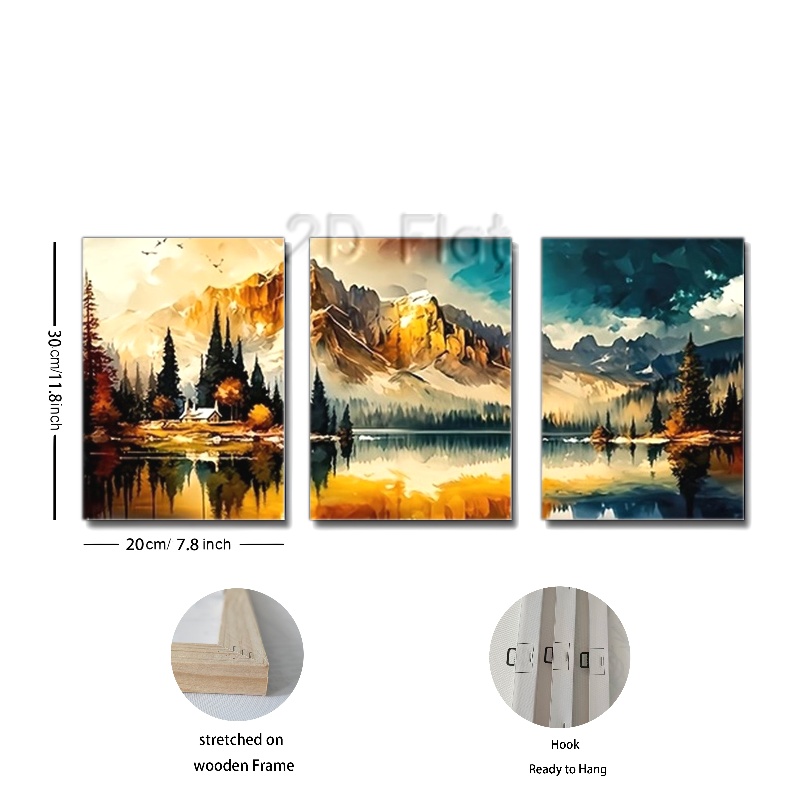 2D Flat
30cm/11.8inch
20cm/ 7.8 inch
stretched on
wooden Frame
Hook
Ready to Hang